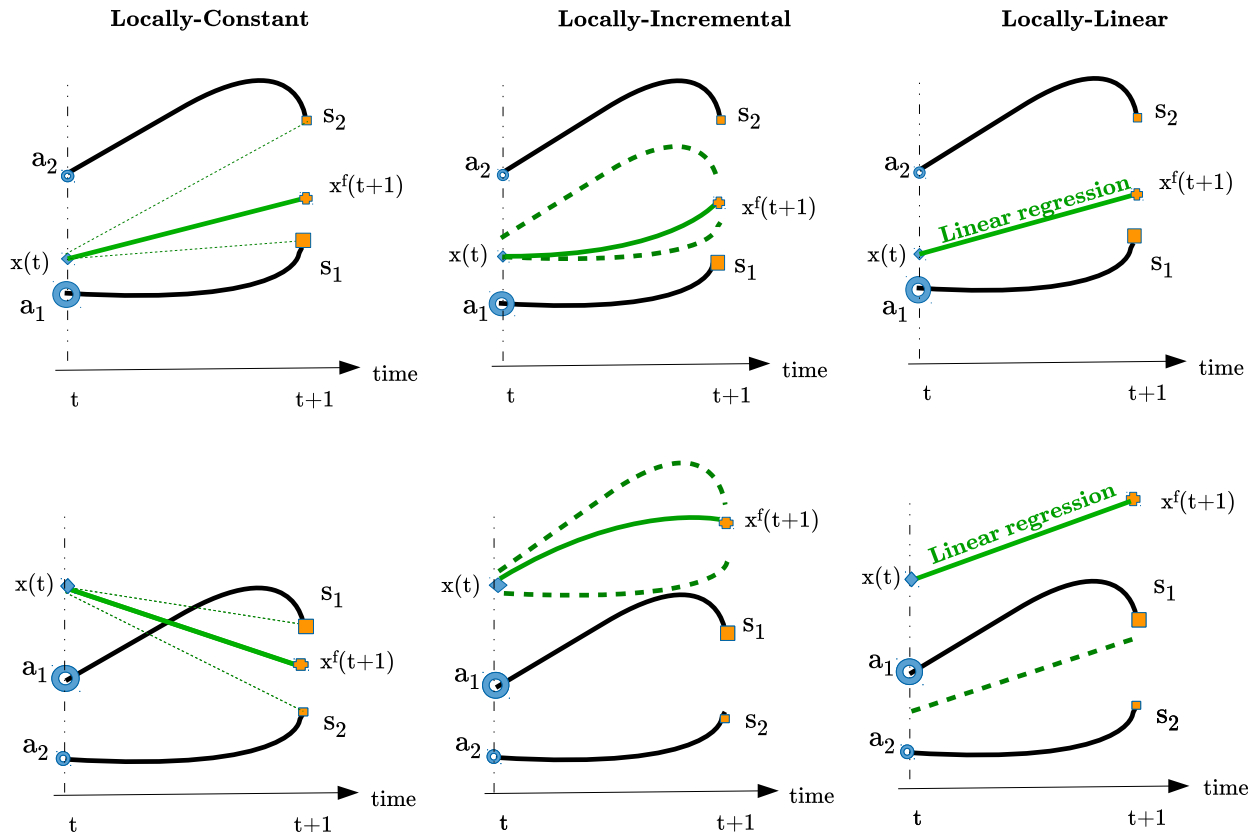 Locally-Constant
Locally-Incremental
Locally-Linear
s2
a2
xf(t+1)
x(t)
s1
a1
time
t
t+1
s2
a2
xf(t+1)
x(t)
s1
a1
time
t
t+1
s2
a2
xf(t+1)
Linear regression
x(t)
s1
a1
time
t
t+1
x(t)
s1
a1
xf(t+1)
s2
a2
time
t
t+1
xf(t+1)
x(t)
s1
a1
s2
a2
time
t
t+1
xf(t+1)
Linear regression
x(t)
s1
a1
s2
a2
time
t
t+1